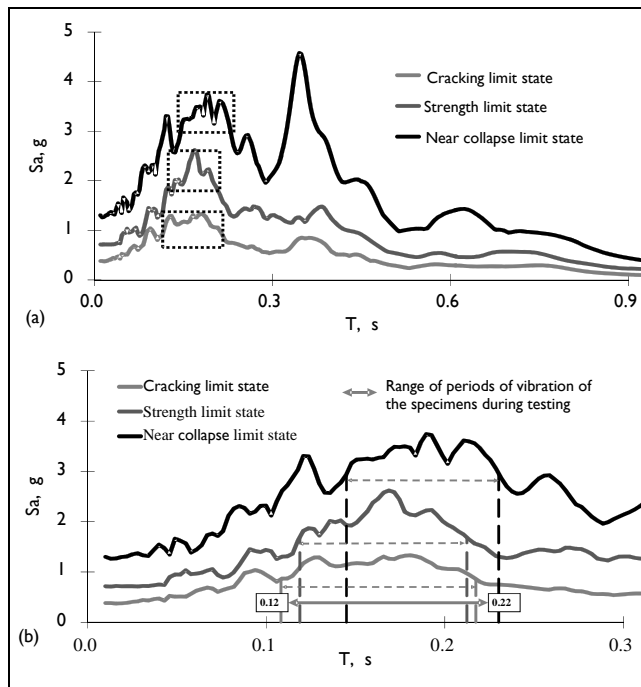 5
4
3
2
1
0
Sa, g
Cracking limit state
Strength limit state
Near collapse limit state
0.0 0.3 0.6 0.9
T, s
(a)
5
4
3
2
1
0
Sa, g
Cracking limit state
Strength limit state
Near collapse limit state
Range of periods of vibration of
the specimens during testing
0.12 0.22
0.0 0.1 0.2 0.3
T, s
(b)